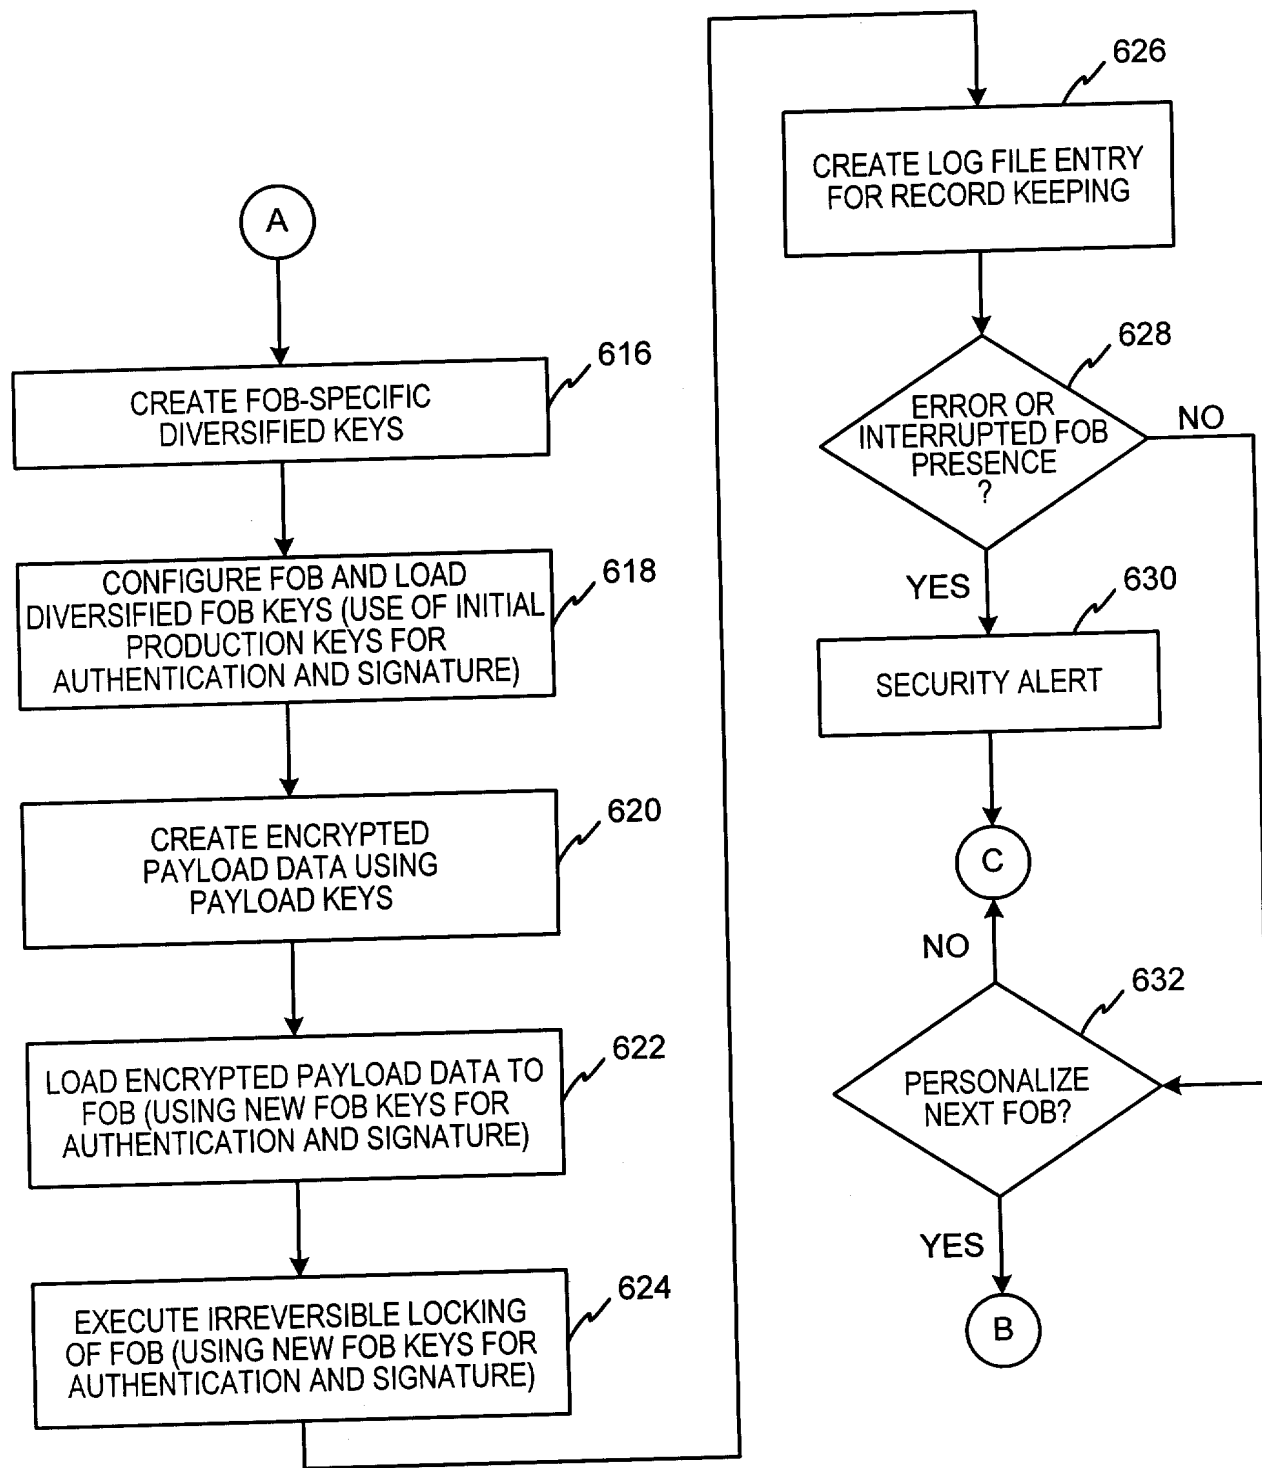 A
616
CREATE FOB-SPECIFIC
DIVERSIFIED KEYS
618
CONFIGURE FOB AND LOAD
DIVERSIFIED FOB KEYS (USE OF INITIAL
PRODUCTION KEYS FOR
AUTHENTICATION AND SIGNATURE)
620
CREATE ENCRYPTED
PAYLOAD DATA USING
PAYLOAD KEYS
622
LOAD ENCRYPTED PAYLOAD DATA TO
FOB (USING NEW FOB KEYS FOR
AUTHENTICATION AND SIGNATURE)
624
EXECUTE IRREVERSIBLE LOCKING
OF FOB (USING NEW FOB KEYS FOR
AUTHENTICATION AND SIGNATURE)
626
CREATE LOG FILE ENTRY
FOR RECORD KEEPING
628
ERROR OR
INTERRUPTED FOB
PRESENCE
?
NO
YES
630
SECURITY ALERT
C
NO
632
PERSONALIZE
NEXT FOB?
YES
B